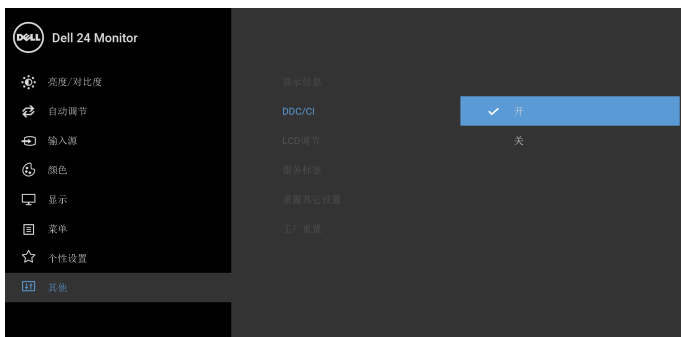 DELL
Dell 24 Monitor
亮度/对比度
自动调节
输入源
颜色
显示
菜单
个性设置
其他
显示信息
DDC/CI
LCD调节
服务标签
重置其它设置
工厂重置
开
关